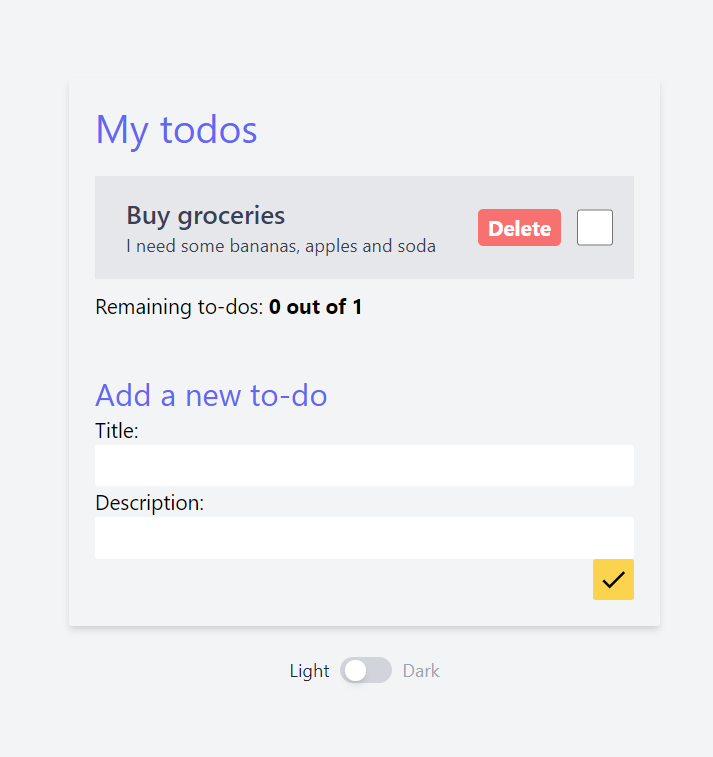 My todos
Buy groceries
Delete
I need some bananas, apples and soda
Remaining to-dos: 0 out of 1
Add a new to-do
Title:
Description:
Light
Dark